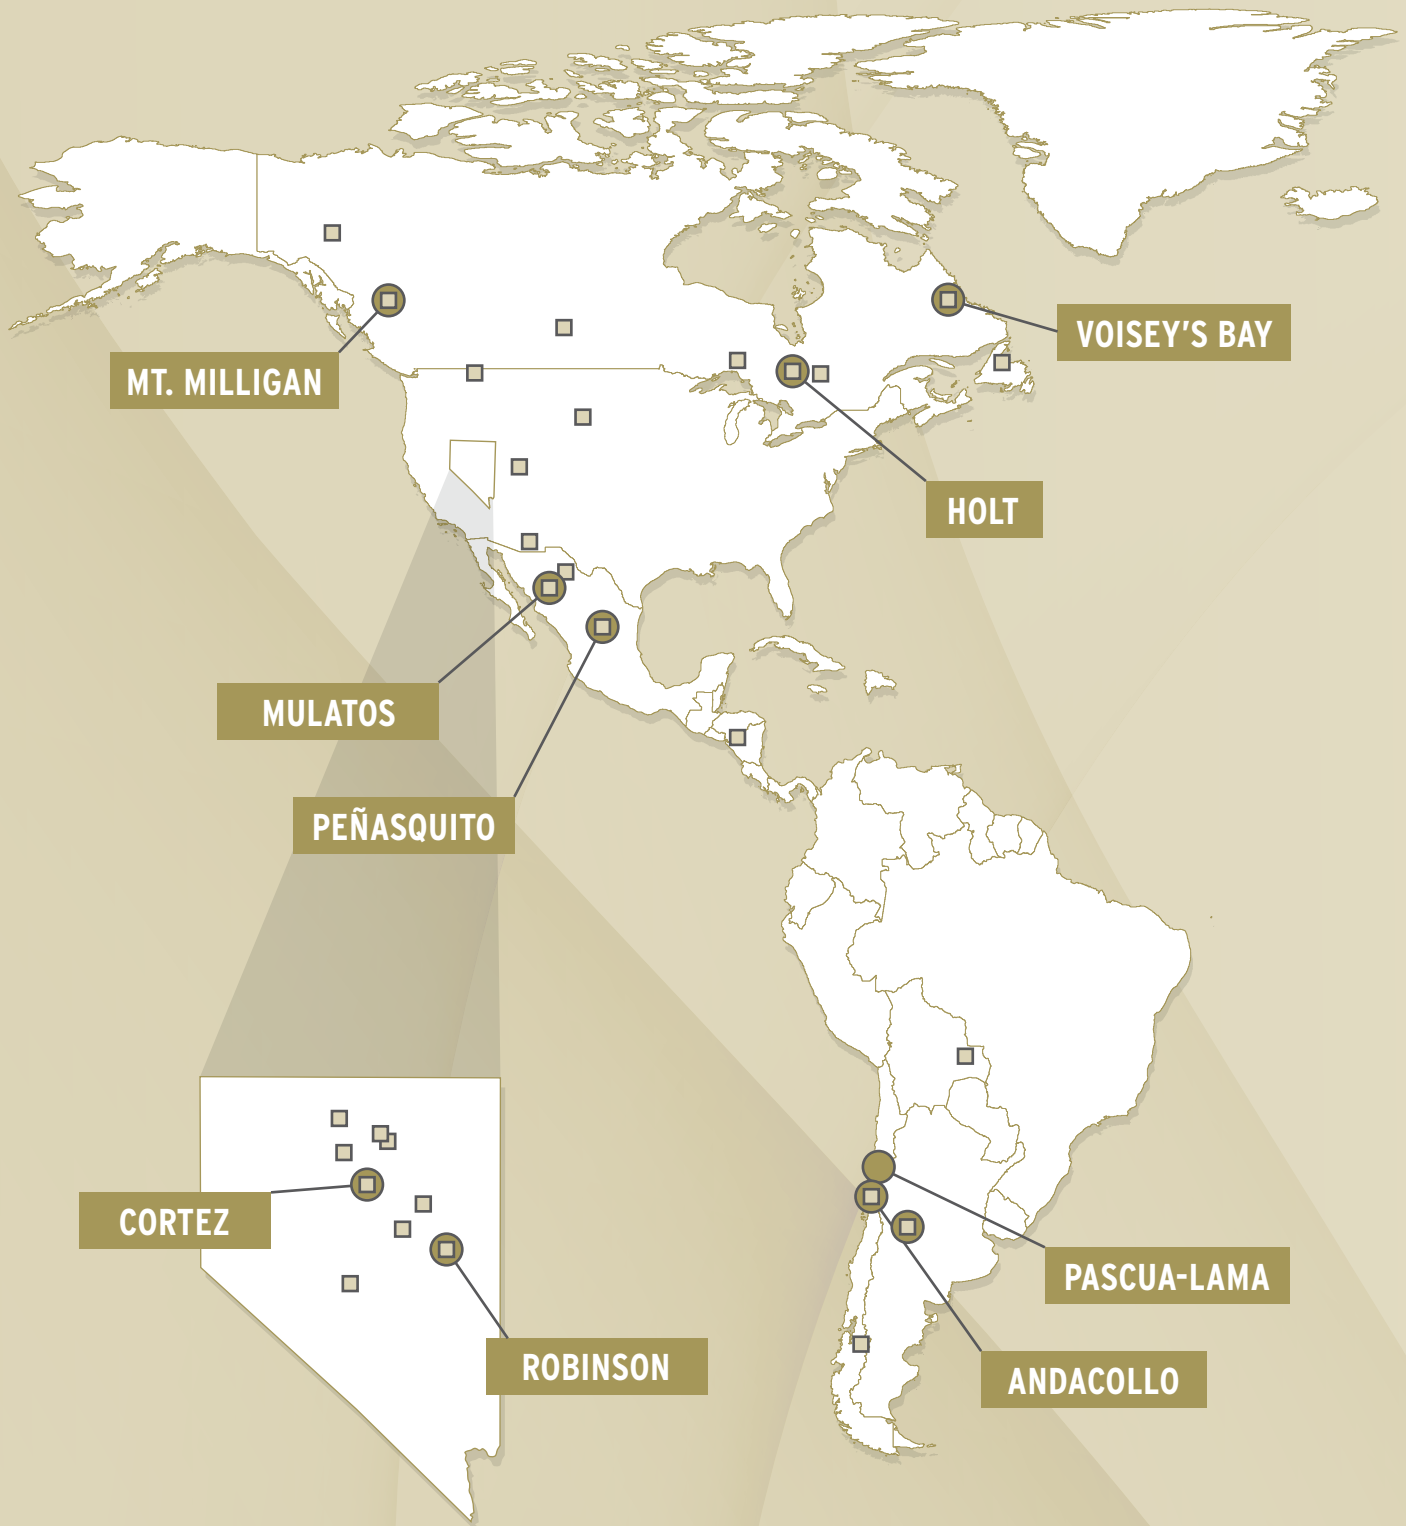 VOISEY'S BAY
MT. MILLIGAN
HOLT
MULATOS
PEÑASQUITO
CORTEZ
PASCUA-LAMA
ROBINSON
ANDACOLLO